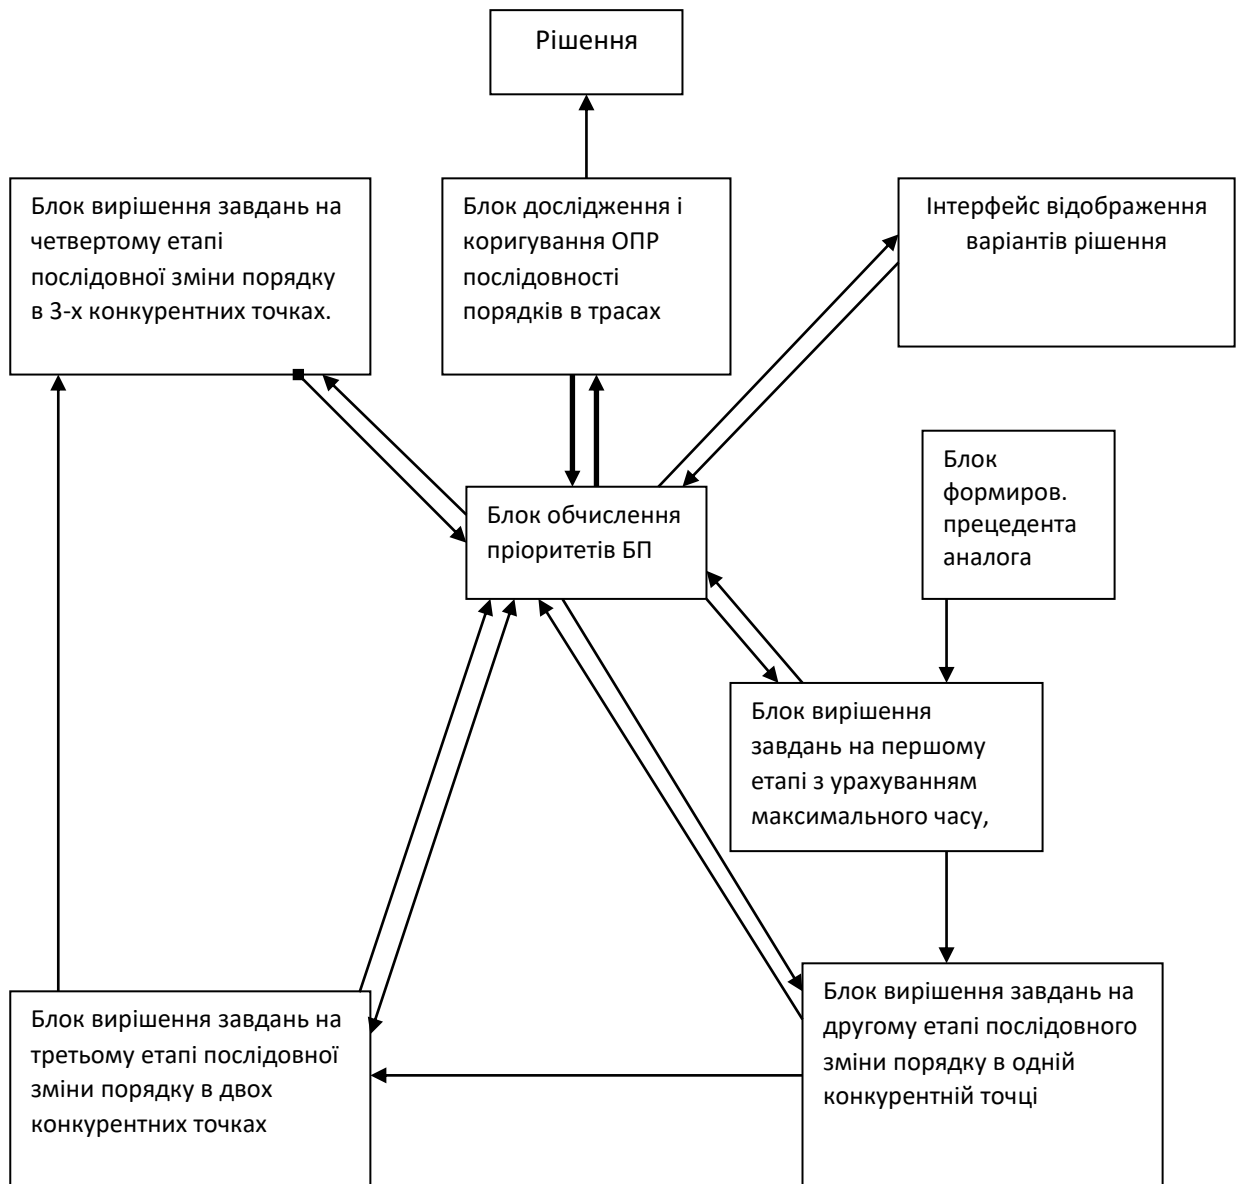 Рішення
Блок вирішення завдань на
четвертому етапі
послідовної зміни порядку
в 3-х конкурентних точках.
Блок дослідження і
коригування ОПР
послідовності
порядків в трасах
Інтерфейс відображення
варіантів рішення
Блок
формиров.
прецедента
аналога
Блок обчислення
пріоритетів БП
Блок вирішення
завдань на першому
етапі з урахуванням
максимального часу,
Блок вирішення завдань на
третьому етапі послідовної
зміни порядку в двох
конкурентних точках
Блок вирішення завдань на
другому етапі послідовного
зміни порядку в одній
конкурентній точці